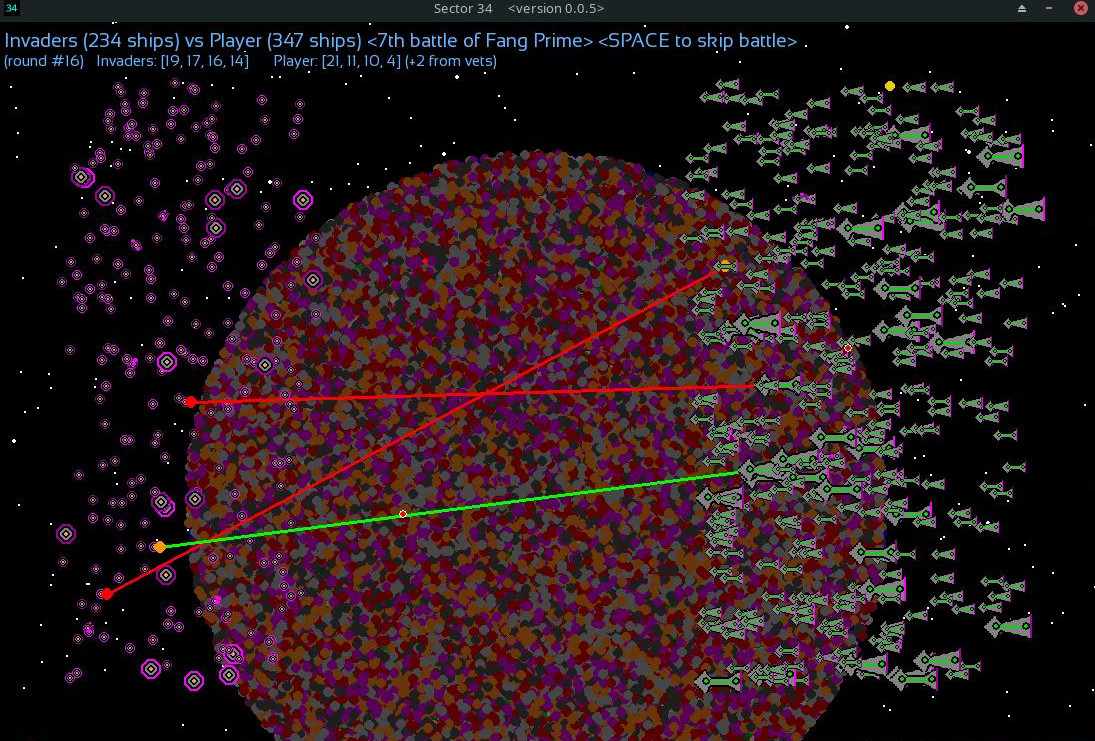 34
Sector 34 <version 0.0.5>
Invaders (234 ships) vs Player (347 ships) <7th battle of Fang Prime> <SPACE to skip battle>
(round #16) Invaders: [19, 17, 16, 14] Player: [21, 11, 10, 4] (+2 from vets)